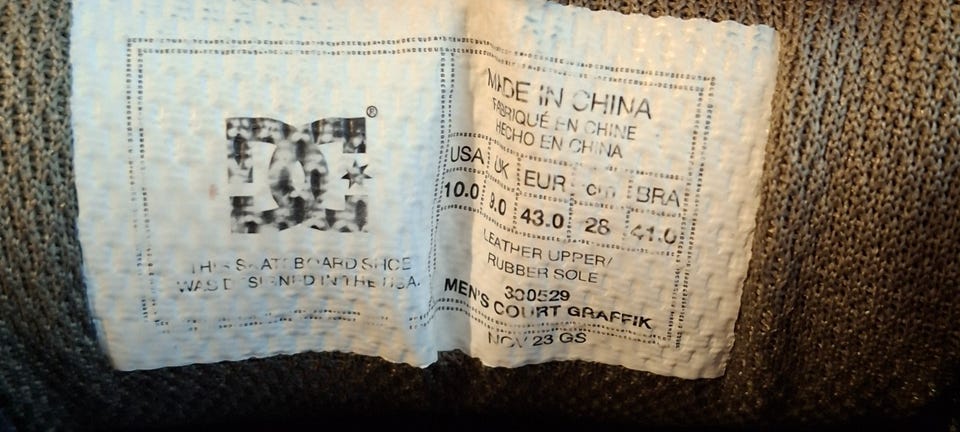 DC®
THIS SKATEBOARD SHOE
WAS DESIGNED IN THE USA.
MADE IN CHINA
FABRIQUÉ EN CHINE
HECHO EN CHINA
USA UK EUR cm BRA
10.0 9.0 43.0 28 41.0
LEATHER UPPER/
RUBBER SOLE
300529
MEN'S COURT GRAFFIK
NOV 23 GS